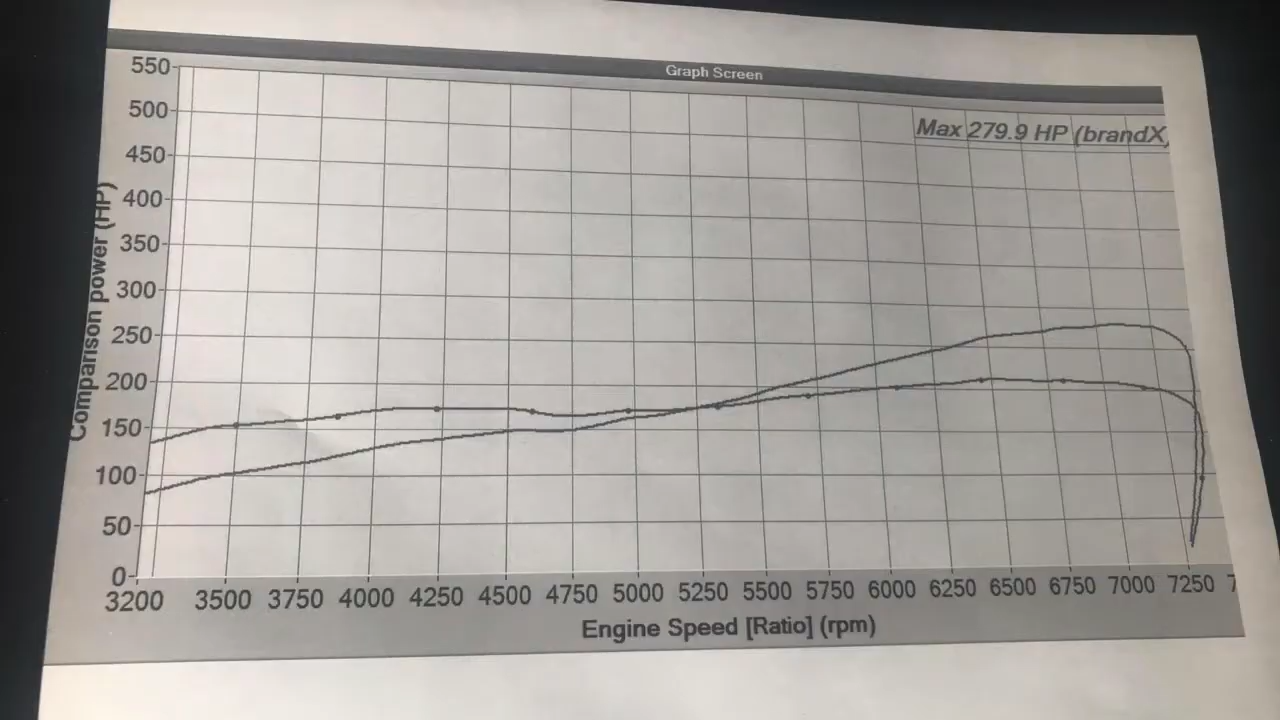 Graph Screen
Max 279.9 HP (brandX)
550
500
450
400
350
300
250
200
150
100
50
0
Comparison power (HP)
3200 3500 3750 4000 4250 4500 4750 5000 5250 5500 5750 6000 6250 6500 6750 7000 7250 7
Engine Speed [Ratio] (rpm)